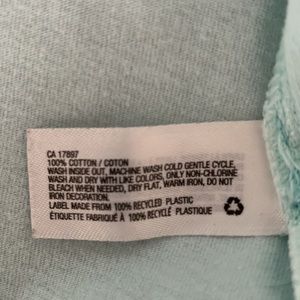 CA 17897
100% COTTON / COTON
WASH INSIDE OUT, MACHINE WASH COLD GENTLE CYCLE,
WASH AND DRY WITH LIKE COLORS, ONLY NON-CHLORINE
BLEACH WHEN NEEDED, DRY FLAT, WARM IRON, DO NOT
IRON DECORATION.
LABEL MADE FROM 100% RECYCLED PLASTIC
ÉTIQUETTE FABRIQUÉ À 100% RECYCLÉ PLASTIQUE